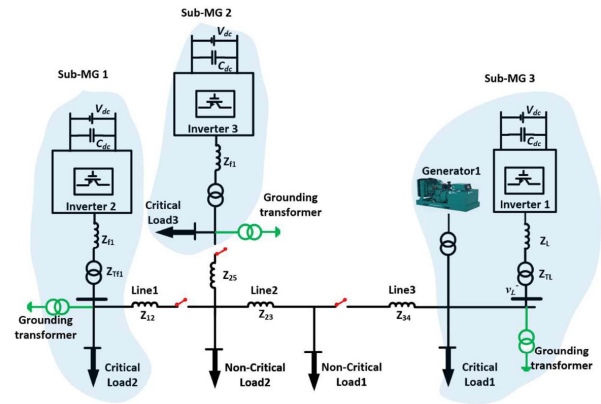 Sub-MG 2
Sub-MG 1
Sub-MG 3
Vdc
Cdc
Inverter 3
Vdc
Cdc
Inverter 2
Vdc
Cdc
Inverter 1
Generator1
Zf1
Critical
Load3
Grounding
transformer
Zf1
ZTf1
ZL
ZTL
vL
Z25
Line1
Line2
Line3
Z12
Z23
Z34
Grounding
transformer
Critical
Load2
Non-Critical
Load2
Non-Critical
Load1
Critical
Load1
Grounding
transformer